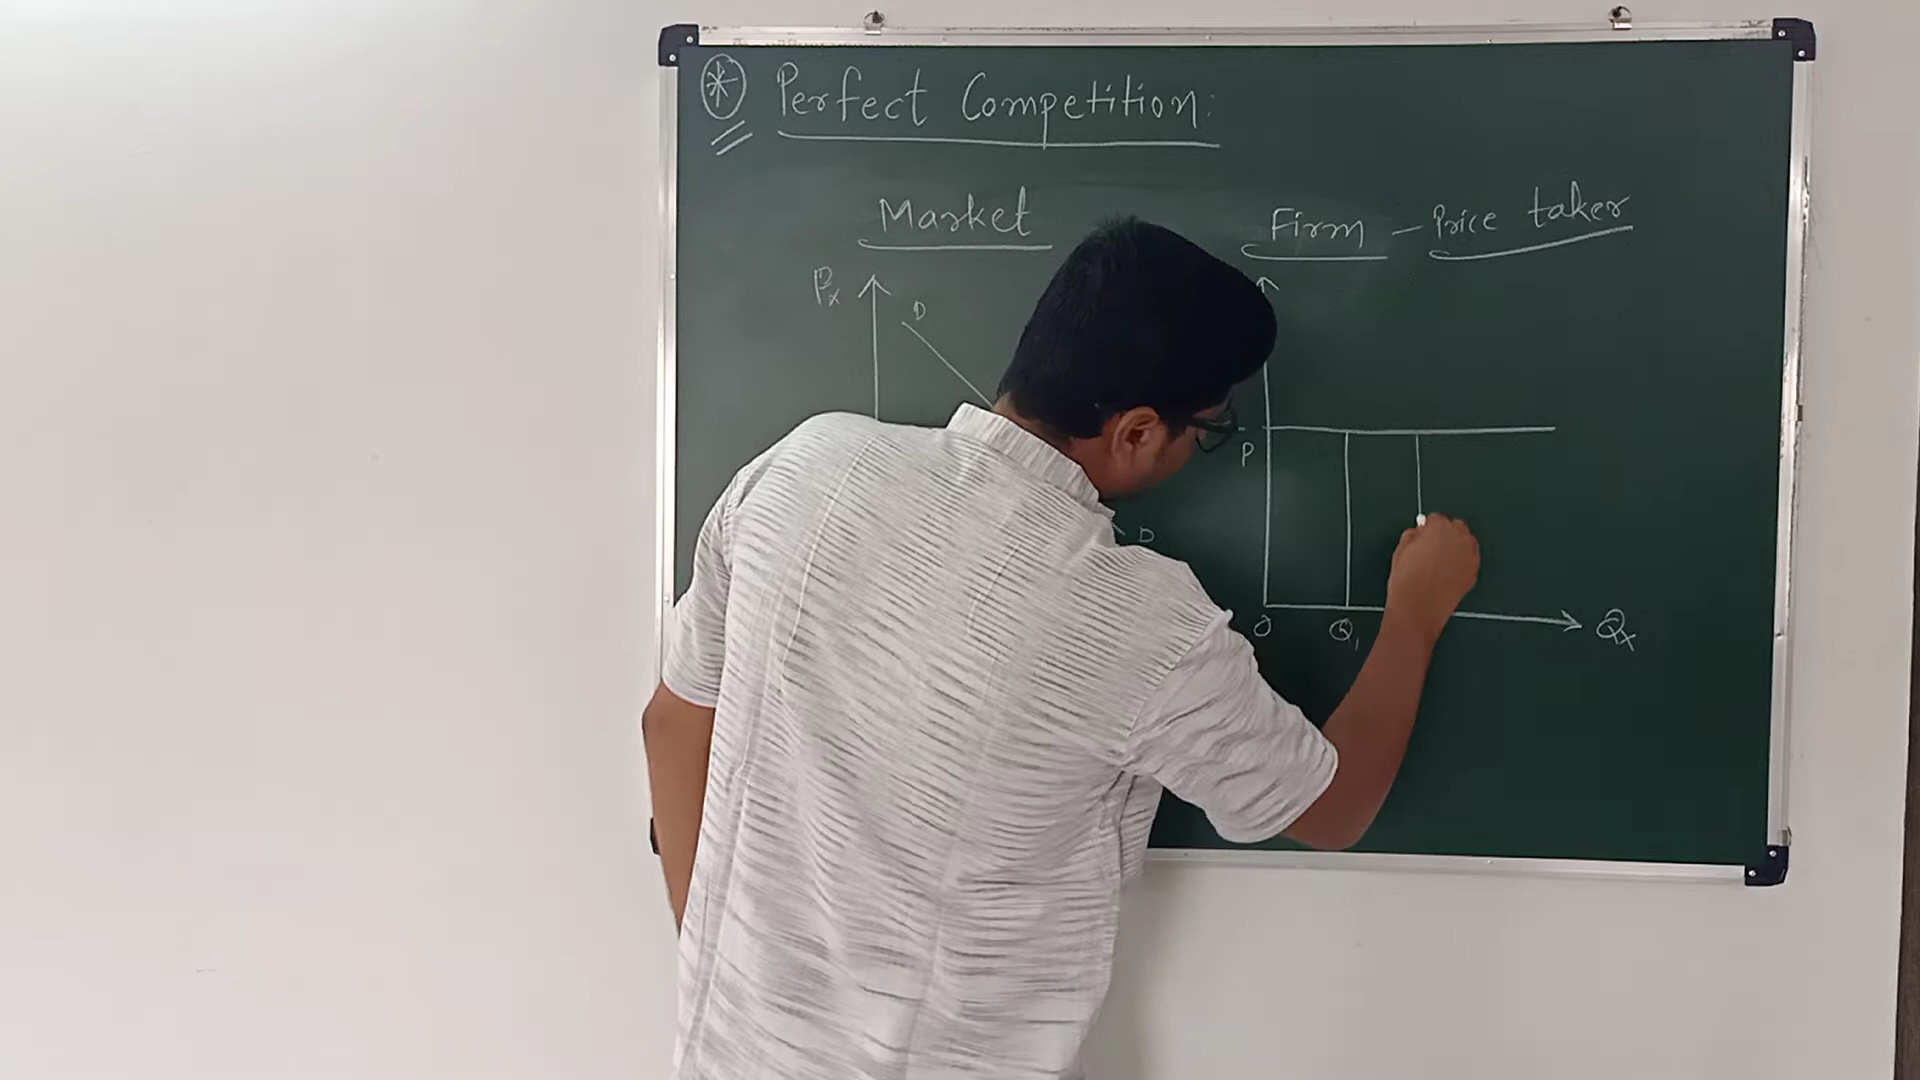 * Perfect Competition:
Market
Firm - Price taker
Px
D
P
D
O Q1 Qx